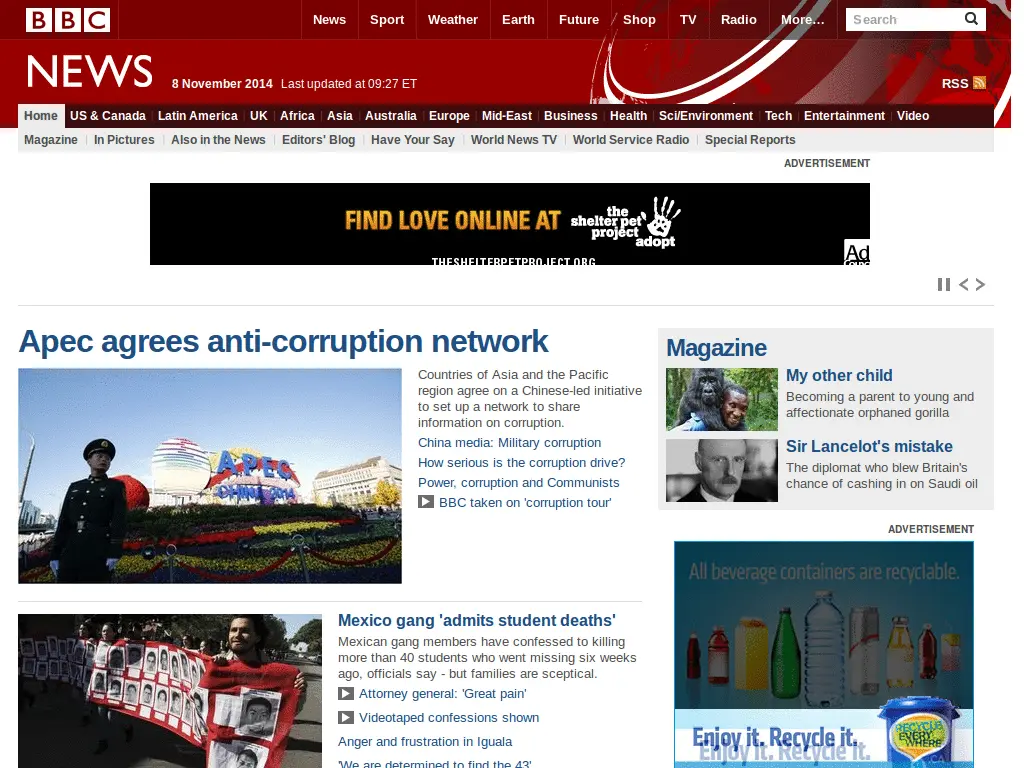 BBC
News Sport Weather Earth Future Shop TV Radio More… Search
NEWS 8 November 2014 Last updated at 09:27 ET RSS
Home US & Canada Latin America UK Africa Asia Australia Europe Mid-East Business Health Sci/Environment Tech Entertainment Video
Magazine In Pictures Also in the News Editors' Blog Have Your Say World News TV World Service Radio Special Reports
ADVERTISEMENT
FIND LOVE ONLINE AT the shelter pet project adopt
THESHELTERPETPROJECT.ORG
Ad
Apec agrees anti-corruption network
APEC
CHINA 2014
Countries of Asia and the Pacific
region agree on a Chinese-led initiative
to set up a network to share
information on corruption.
China media: Military corruption
How serious is the corruption drive?
Power, corruption and Communists
BBC taken on 'corruption tour'
Mexico gang 'admits student deaths'
Mexican gang members have confessed to killing
more than 40 students who went missing six weeks
ago, officials say - but families are sceptical.
Attorney general: 'Great pain'
Videotaped confessions shown
Anger and frustration in Iguala
'We are determined to find the 43'
Magazine
My other child
Becoming a parent to young and
affectionate orphaned gorilla
Sir Lancelot's mistake
The diplomat who blew Britain's
chance of cashing in on Saudi oil
ADVERTISEMENT
All beverage containers are recyclable.
Enjoy it. Recycle it.
RECYCLE
EVERY
WHERE